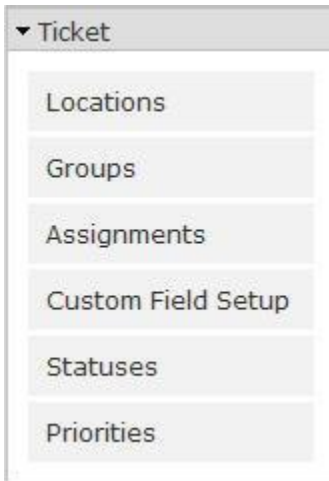 Ticket
Locations
Groups
Assignments
Custom Field Setup
Statuses
Priorities